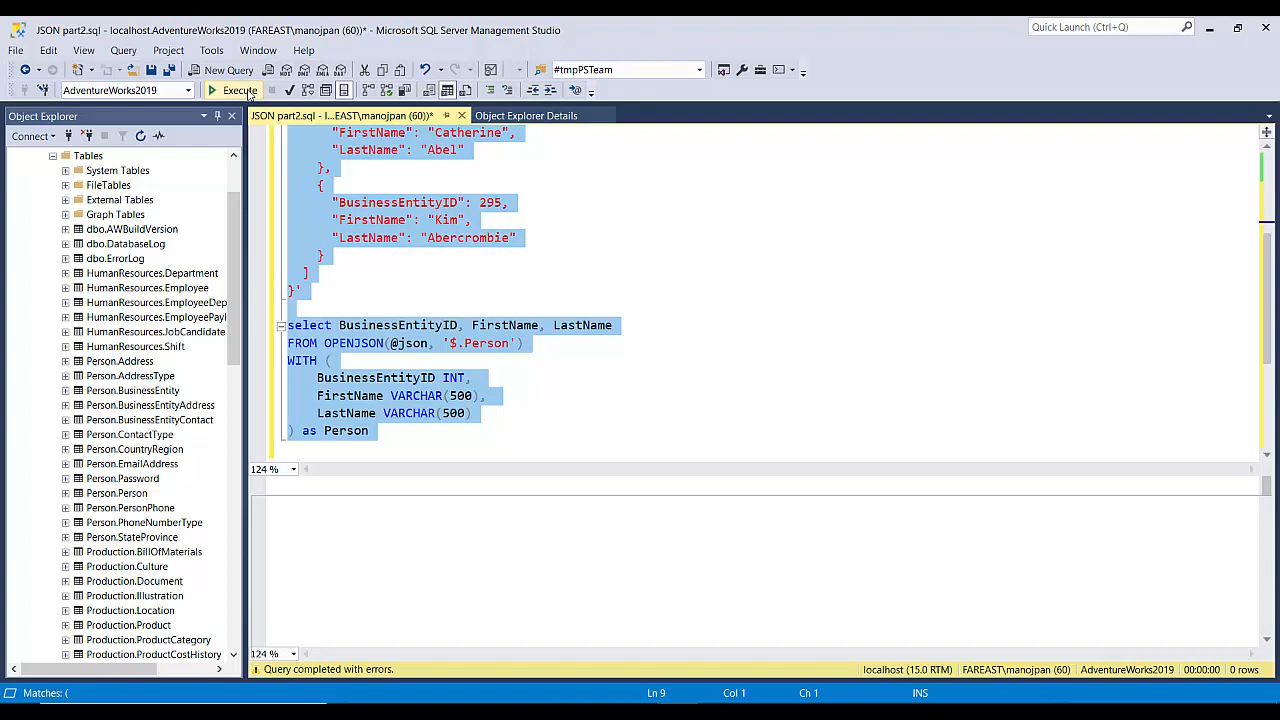 JSON part2.sql - localhost.AdventureWorks2019 (FAREAST\manojpan (60))* - Microsoft SQL Server Management Studio
Quick Launch (Ctrl+Q)
File Edit View Query Project Tools Window Help
New Query
#tmpPSTeam
AdventureWorks2019
Execute
Object Explorer
JSON part2.sql - l...EAST\manojpan (60))*
Object Explorer Details
Connect
Tables
System Tables
FileTables
External Tables
Graph Tables
dbo.AWBuildVersion
dbo.DatabaseLog
dbo.ErrorLog
HumanResources.Department
HumanResources.Employee
HumanResources.EmployeeDep
HumanResources.EmployeePayl
HumanResources.JobCandidate
HumanResources.Shift
Person.Address
Person.AddressType
Person.BusinessEntity
Person.BusinessEntityAddress
Person.BusinessEntityContact
Person.ContactType
Person.CountryRegion
Person.EmailAddress
Person.Password
Person.Person
Person.PersonPhone
Person.PhoneNumberType
Person.StateProvince
Production.BillOfMaterials
Production.Culture
Production.Document
Production.Illustration
Production.Location
Production.Product
Production.ProductCategory
Production.ProductCostHistory
"FirstName": "Catherine",
"LastName": "Abel"
},
{
"BusinessEntityID": 295,
"FirstName": "Kim",
"LastName": "Abercrombie"
}
]
}'
select BusinessEntityID, FirstName, LastName
FROM OPENJSON(@json, '$.Person')
WITH (
BusinessEntityID INT,
FirstName VARCHAR(500),
LastName VARCHAR(500)
) as Person
124 %
124 %
Query completed with errors.
localhost (15.0 RTM) FAREAST\manojpan (60) AdventureWorks2019 00:00:00 0 rows
Matches: (
Ln 9 Col 1 Ch 1 INS